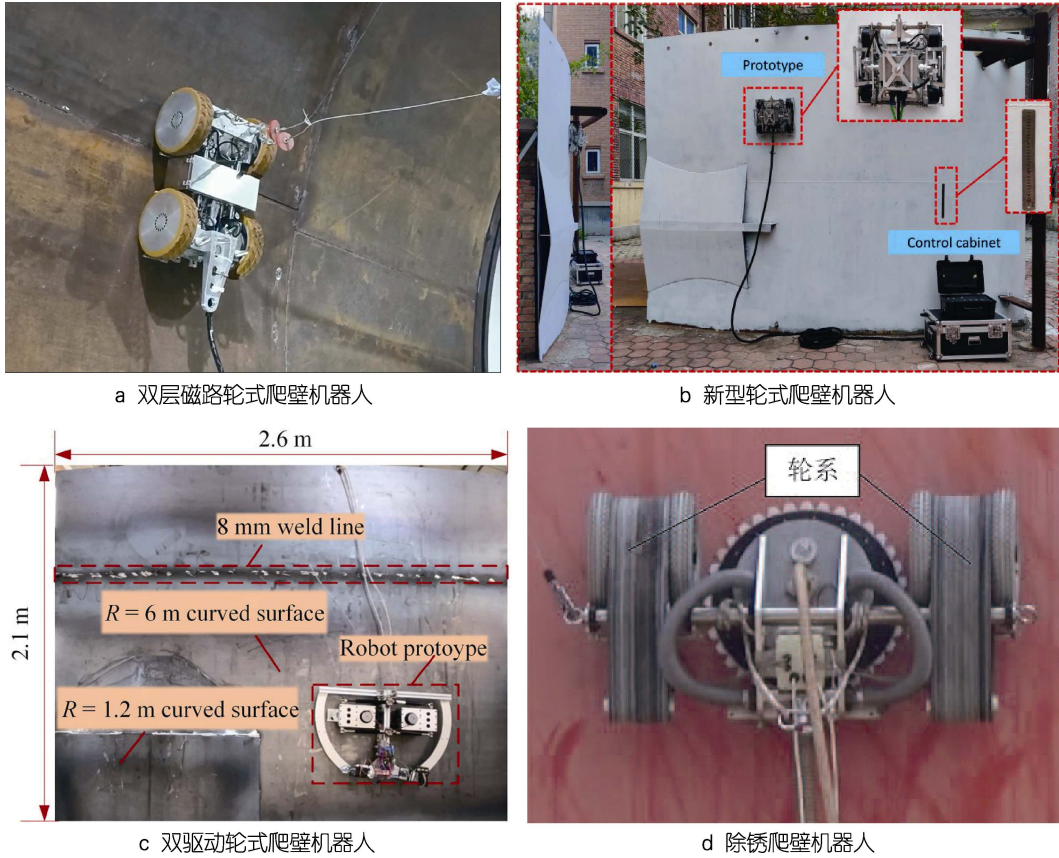 Prototype
Control cabinet
a 双层磁路轮式爬壁机器人
b 新型轮式爬壁机器人
2.6 m
2.1 m
8 mm weld line
R = 6 m curved surface
Robot protoype
R = 1.2 m curved surface
轮系
c 双驱动轮式爬壁机器人
d 除锈爬壁机器人